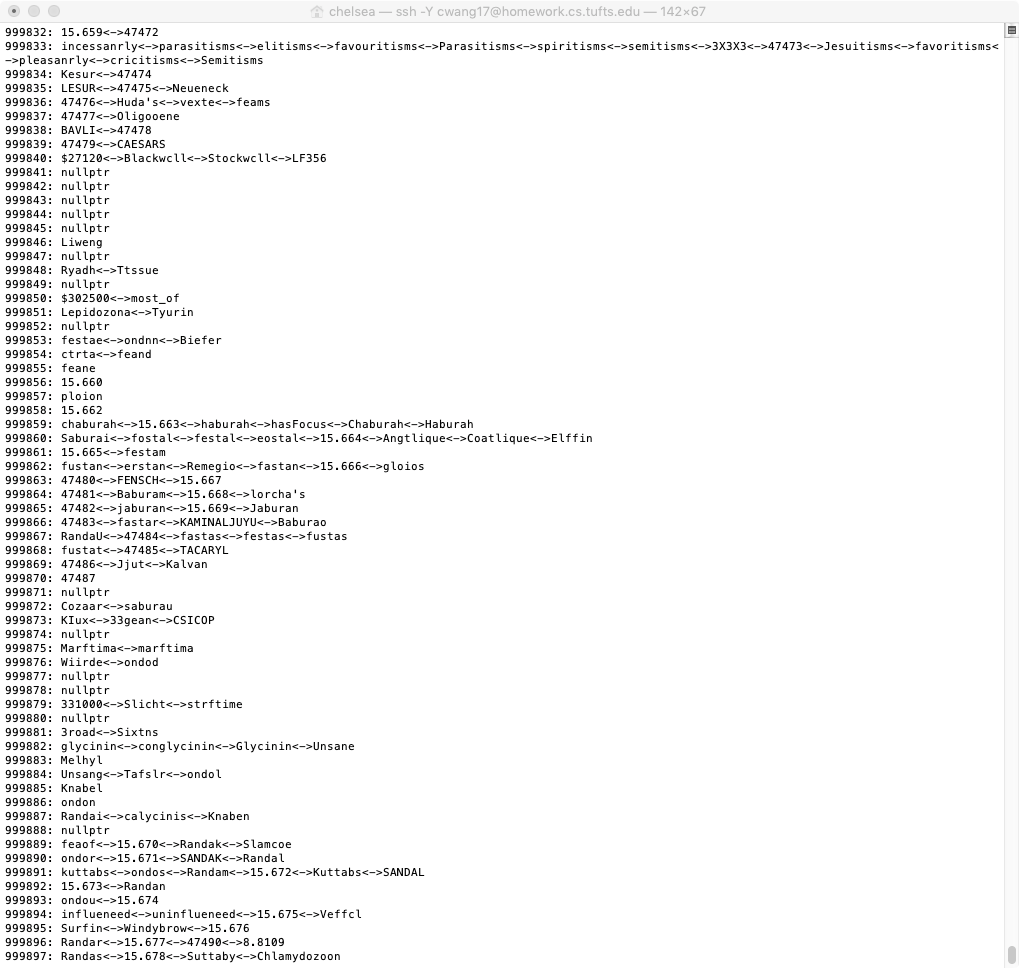 chelsea — ssh -Y cwang17@homework.cs.tufts.edu — 142×67
999832: 15.659<->47472
999833: incessanrly<->parasitisms<->elitisms<->favouritisms<->Parasitisms<->spiritisms<->semitisms<->3X3X3<->47473<->Jesuitisms<->favoritisms<
->pleasanrly<->cricitisms<->Semitisms
999834: Kesur<->47474
999835: LESUR<->47475<->Neueneck
999836: 47476<->Huda's<->vexte<->feams
999837: 47477<->Oligooene
999838: BAVLI<->47478
999839: 47479<->CAESARS
999840: $27120<->Blackwcll<->Stockwcll<->LF356
999841: nullptr
999842: nullptr
999843: nullptr
999844: nullptr
999845: nullptr
999846: Liweng
999847: nullptr
999848: Ryadh<->Ttssue
999849: nullptr
999850: $302500<->most_of
999851: Lepidozona<->Tyurin
999852: nullptr
999853: festae<->ondnn<->Biefer
999854: ctrta<->feand
999855: feane
999856: 15.660
999857: ploion
999858: 15.662
999859: chaburah<->15.663<->haburah<->hasFocus<->Chaburah<->Haburah
999860: Saburai<->fostal<->festal<->eostal<->15.664<->Angtlique<->Coatlique<->Elffin
999861: 15.665<->festam
999862: fustan<->erstan<->Remegio<->fastan<->15.666<->gloios
999863: 47480<->FENSCH<->15.667
999864: 47481<->Baburam<->15.668<->lorcha's
999865: 47482<->jaburan<->15.669<->Jaburan
999866: 47483<->fastar<->KAMINALJUYU<->Baburao
999867: RandaU<->47484<->fastas<->festas<->fustas
999868: fustat<->47485<->TACARYL
999869: 47486<->Jjut<->Kalvan
999870: 47487
999871: nullptr
999872: Cozaar<->saburau
999873: KIux<->33gean<->CSICOP
999874: nullptr
999875: Marftima<->marftima
999876: Wiirde<->ondod
999877: nullptr
999878: nullptr
999879: 331000<->Slicht<->strftime
999880: nullptr
999881: 3road<->Sixtns
999882: glycinin<->conglycinin<->Glycinin<->Unsane
999883: Melhyl
999884: Unsang<->Tafslr<->ondol
999885: Knabel
999886: ondon
999887: Randai<->calycinis<->Knaben
999888: nullptr
999889: feaof<->15.670<->Randak<->Slamcoe
999890: ondor<->15.671<->SANDAK<->Randal
999891: kuttabs<->ondos<->Randam<->15.672<->Kuttabs<->SANDAL
999892: 15.673<->Randan
999893: ondou<->15.674
999894: influeneed<->uninflueneed<->15.675<->Veffcl
999895: Surfin<->Windybrow<->15.676
999896: Randar<->15.677<->47490<->8.8109
999897: Randas<->15.678<->Suttaby<->Chlamydozoon